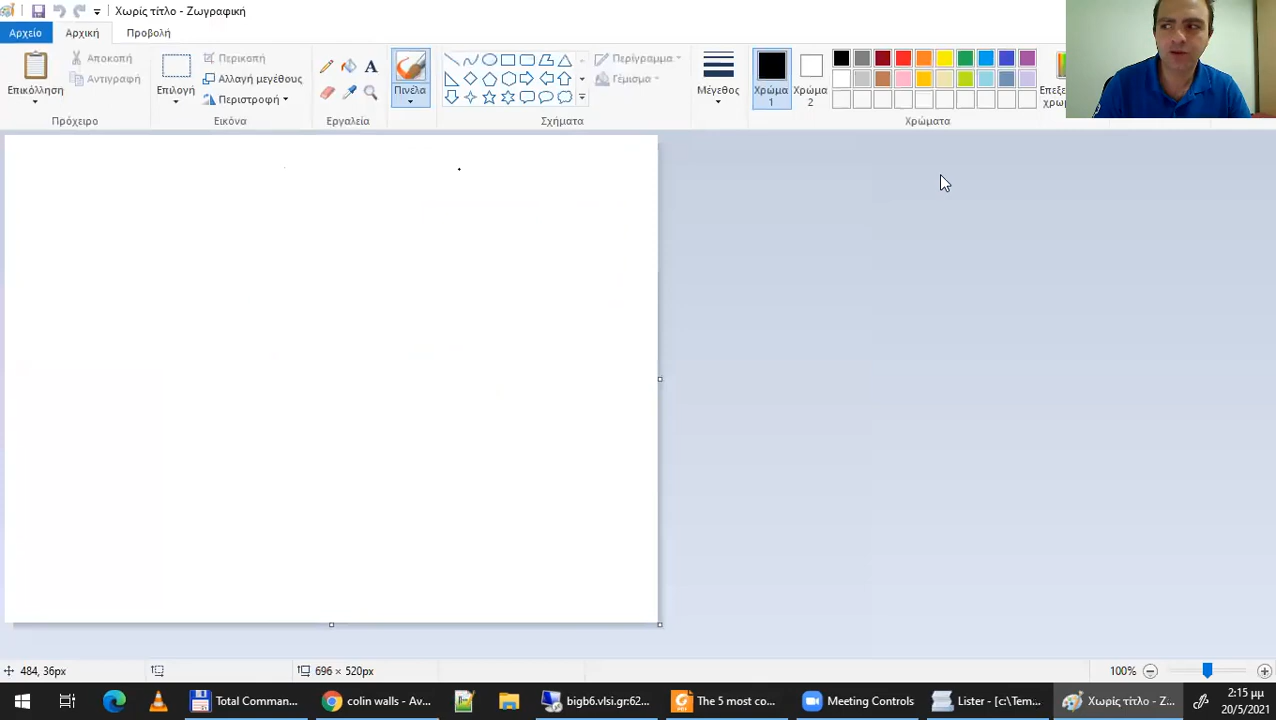 Χωρίς τίτλο - Ζωγραφική
Αρχείο Αρχική Προβολή
Επικόλληση
Αποκοπή
Αντιγραφή
Πρόχειρο
Επιλογή
Περικοπή
Αλλαγή μεγέθους
Περιστροφή
Εικόνα
A
Εργαλεία
Πινέλα
Περίγραμμα
Γέμισμα
Σχήματα
Μέγεθος
Χρώμα 1
Χρώμα 2
Χρώματα
484, 36px
696 × 520px
100%
Total Comman...
colin walls - Av...
bigb6.vlsi.gr:62...
The 5 most co...
Meeting Controls
Lister - [c:\Tem...
Χωρίς τίτλο - Ζ...
2:15 μμ
20/5/2021